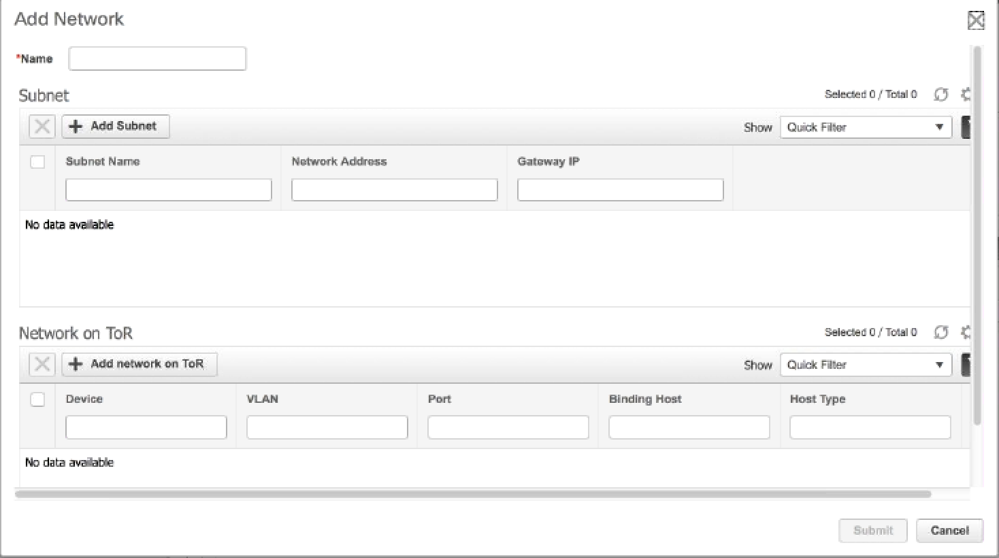 Add Network
*Name
Subnet
Selected 0 / Total 0
Add Subnet
Show Quick Filter
Subnet Name Network Address Gateway IP
No data available
Network on ToR
Selected 0 / Total 0
Add network on ToR
Show Quick Filter
Device VLAN Port Binding Host Host Type
No data available
Submit Cancel